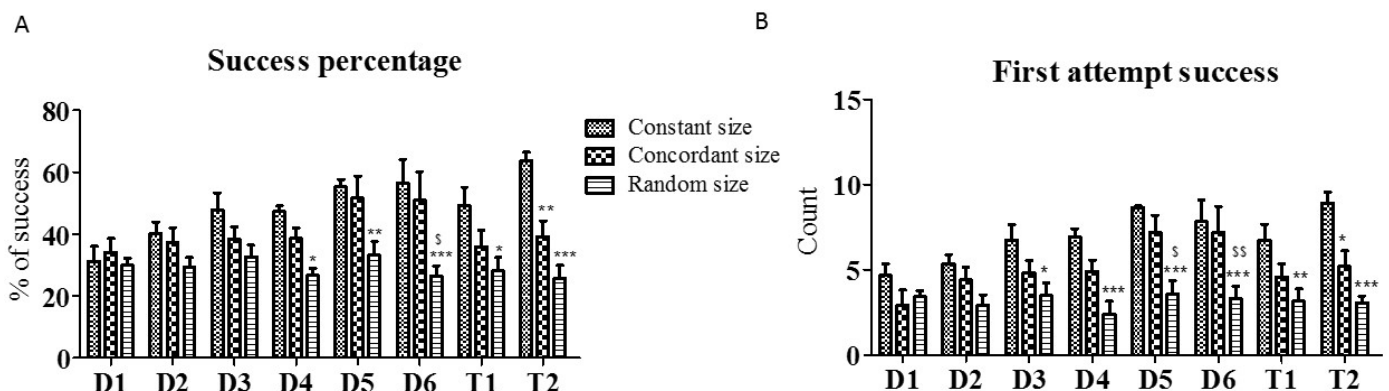 A
Success percentage
% of success
80
60
40
20
0
* ** $ *** * ** ***
D1 D2 D3 D4 D5 D6 T1 T2
Constant size
Concordant size
Random size
B
First attempt success
Count
15
10
5
0
* *** $ *** $$ *** ** * ***
D1 D2 D3 D4 D5 D6 T1 T2